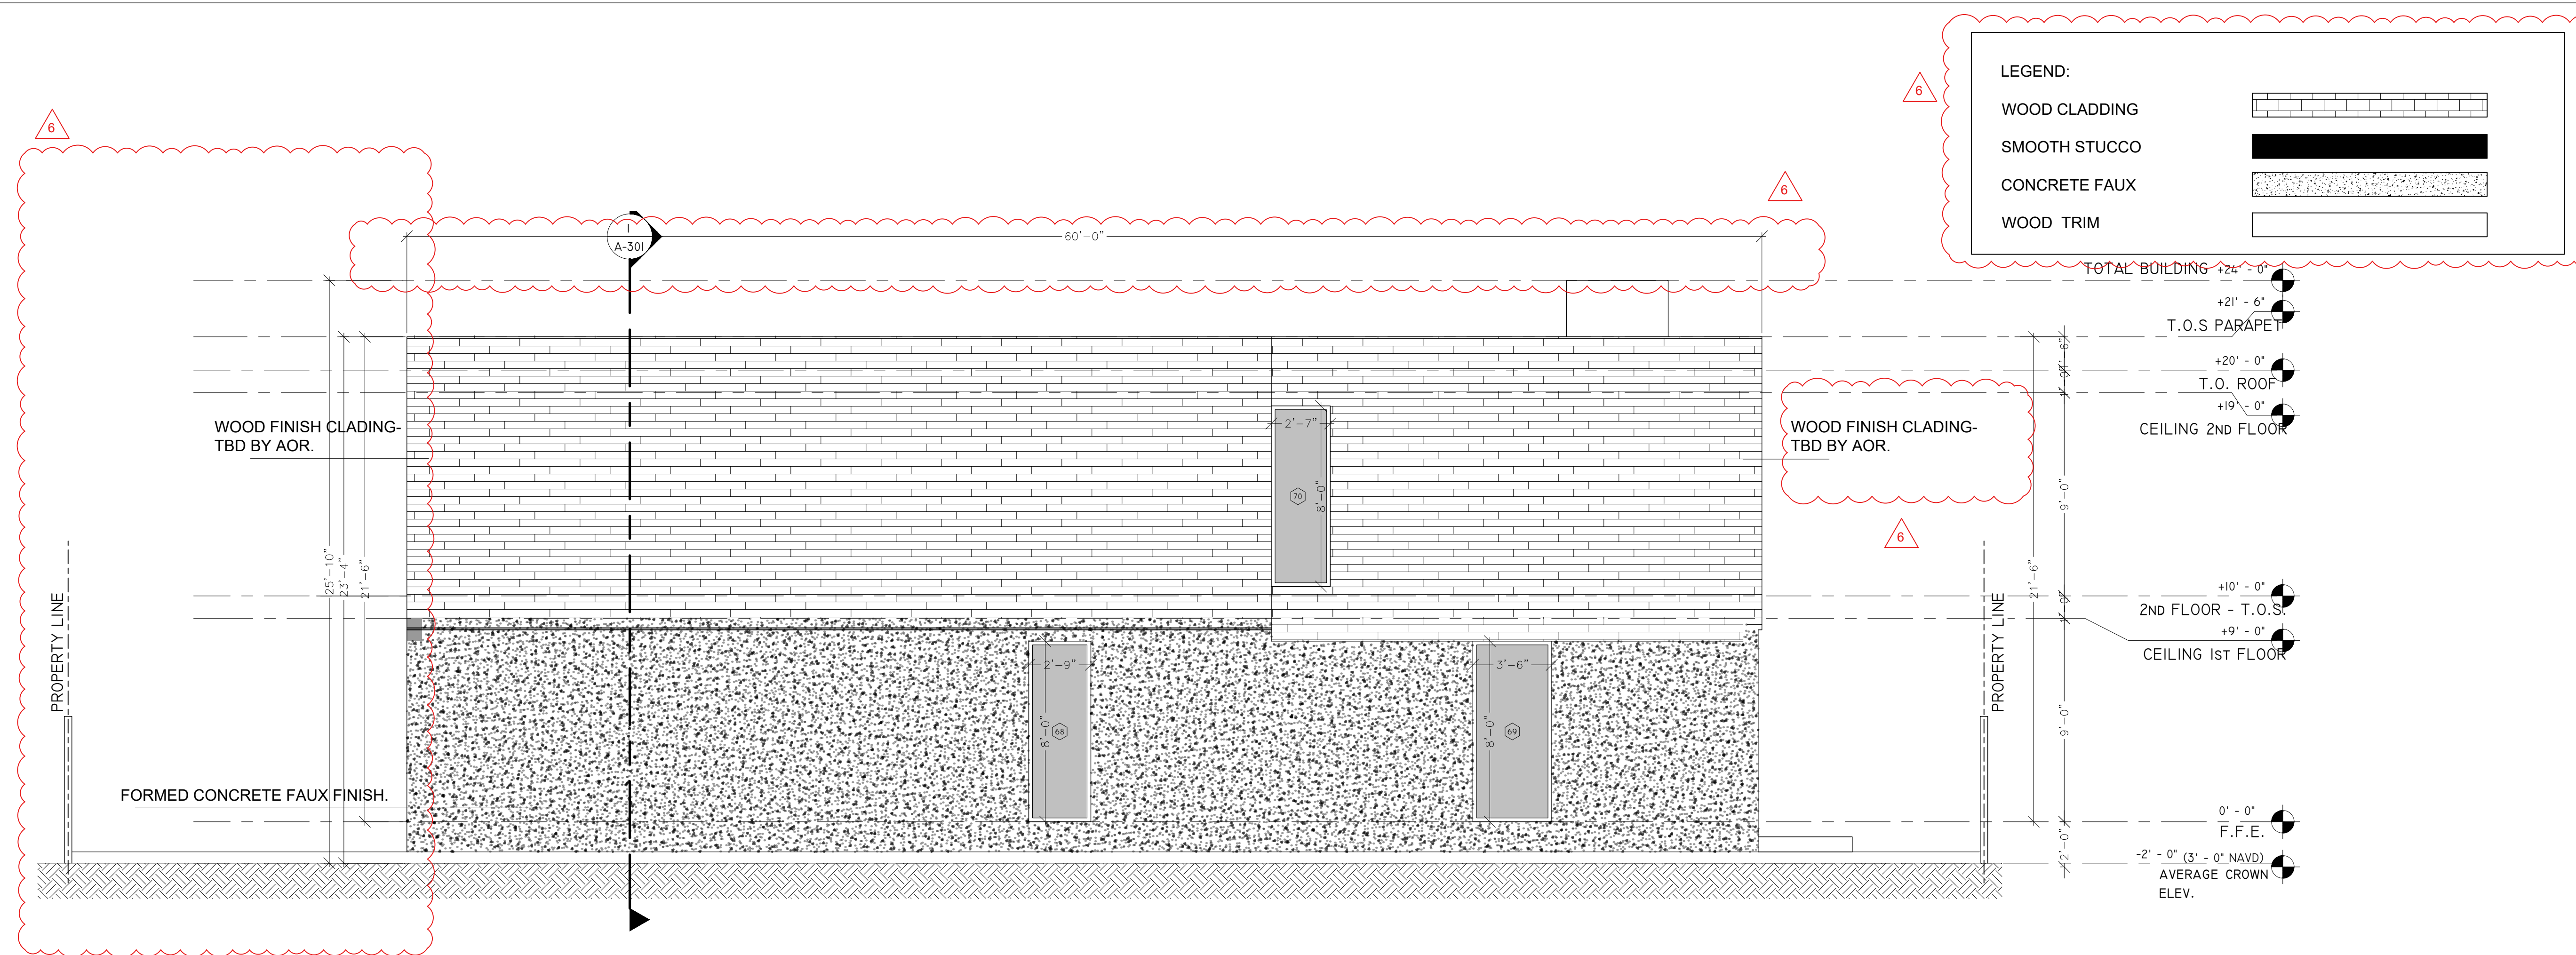 LEGEND:
WOOD CLADDING
SMOOTH STUCCO
CONCRETE FAUX
WOOD TRIM
6
6
6
6
1
A-301
60'-0"
TOTAL BUILDING +24' - 0"
+21' - 6"
T.O.S PARAPET
+20' - 0"
T.O. ROOF
+19' - 0"
CEILING 2ND FLOOR
WOOD FINISH CLADING-
TBD BY AOR.
WOOD FINISH CLADING-
TBD BY AOR.
2'-7"
70
8'-0"
25'-10"
23'-4"
21'-6"
21'-6"
9'-0"
+10' - 0"
2ND FLOOR - T.O.S.
+9' - 0"
CEILING 1ST FLOOR
PROPERTY LINE
PROPERTY LINE
2'-9"
8'-0"
68
3'-6"
8'-0"
69
9'-0"
FORMED CONCRETE FAUX FINISH.
0' - 0"
F.F.E.
2'-0"
-2' - 0" (3' - 0" NAVD)
AVERAGE CROWN
ELEV.